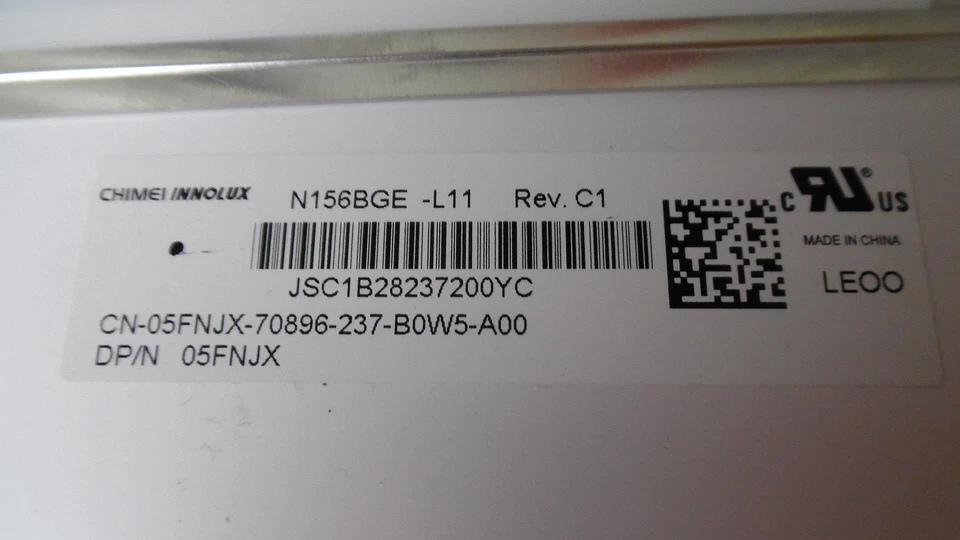 CHIMEI INNOLUX N156BGE -L11 Rev. C1
JSC1B28237200YC
CN-05FNJX-70896-237-B0W5-A00
DP/N 05FNJX
C RU® US
MADE IN CHINA
LEOO